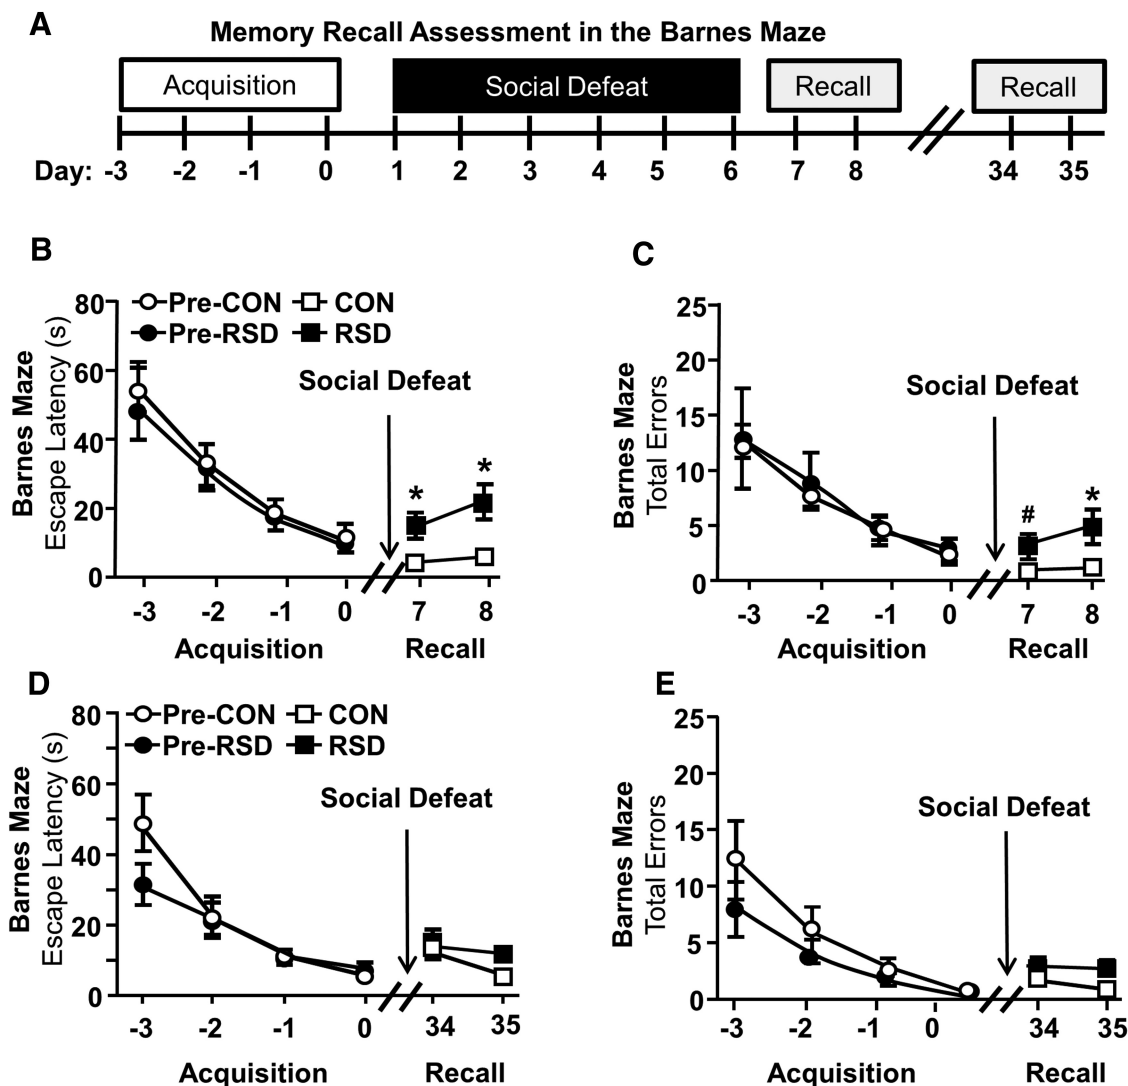 A
Memory Recall Assessment in the Barnes Maze
Acquisition
Social Defeat
Recall
Recall
Day: -3 -2 -1 0 1 2 3 4 5 6 7 8 34 35
B
Barnes Maze
Escape Latency (s)
80
60
40
20
0
Pre-CON CON
Pre-RSD RSD
Social Defeat
* *
-3 -2 -1 0 7 8
Acquisition Recall
C
Barnes Maze
Total Errors
25
20
15
10
5
0
Social Defeat
# *
-3 -2 -1 0 7 8
Acquisition Recall
D
Barnes Maze
Escape Latency (s)
80
60
40
20
0
Pre-CON CON
Pre-RSD RSD
Social Defeat
-3 -2 -1 0 34 35
Acquisition Recall
E
Barnes Maze
Total Errors
25
20
15
10
5
0
Social Defeat
-3 -2 -1 0 34 35
Acquisition Recall